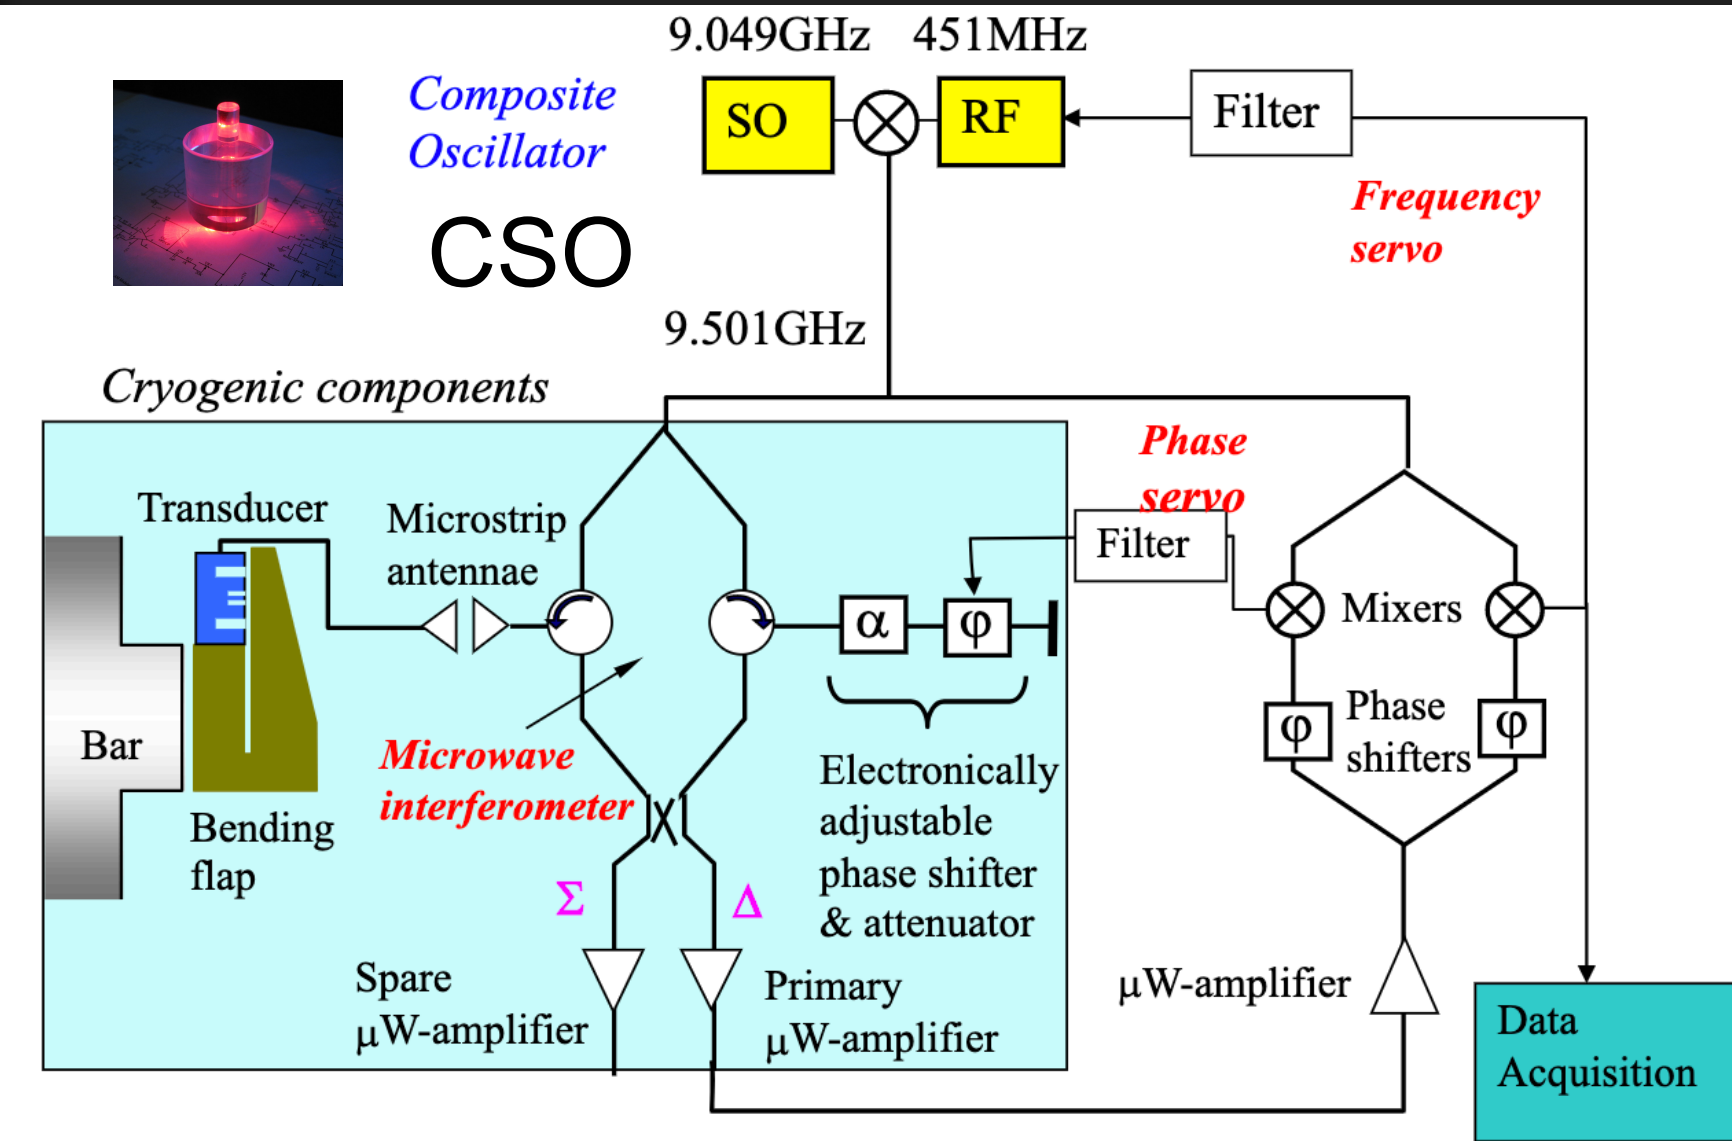 9.049GHz 451MHz
Composite
Oscillator
SO
RF
Filter
CSO
Frequency
servo
9.501GHz
Cryogenic components
Phase
servo
Transducer
Microstrip
antennae
Filter
α
φ
Mixers
Bar
Microwave
interferometer
Phase
shifters
φ
φ
Electronically
adjustable
phase shifter
& attenuator
Bending
flap
Σ
Δ
Spare
μW-amplifier
Primary
μW-amplifier
μW-amplifier
Data
Acquisition